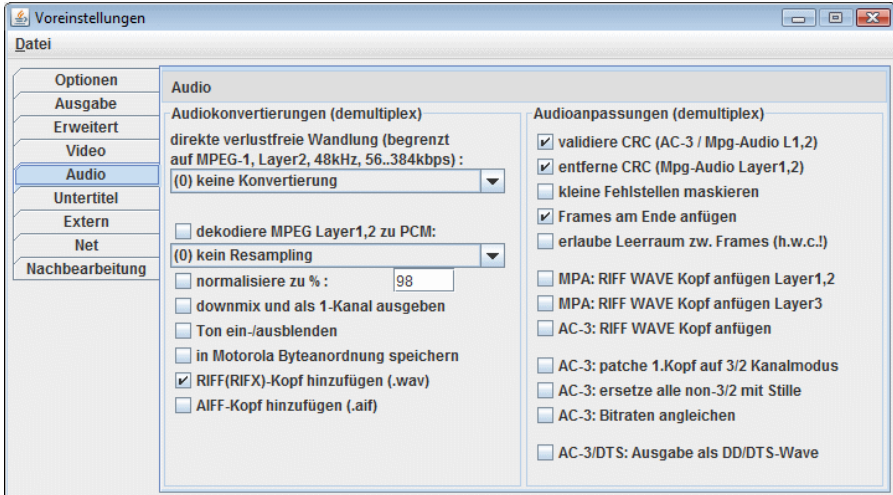 Voreinstellungen
Datei
Optionen
Ausgabe
Erweitert
Video
Audio
Untertitel
Extern
Net
Nachbearbeitung
Audio
Audiokonvertierungen (demultiplex)
direkte verlustfreie Wandlung (begrenzt
auf MPEG-1, Layer2, 48kHz, 56..384kbps) :
(0) keine Konvertierung
dekodiere MPEG Layer1,2 zu PCM:
(0) kein Resampling
normalisiere zu % : 98
downmix und als 1-Kanal ausgeben
Ton ein-/ausblenden
in Motorola Byteanordnung speichern
RIFF(RIFX)-Kopf hinzufügen (.wav)
AIFF-Kopf hinzufügen (.aif)
Audioanpassungen (demultiplex)
validiere CRC (AC-3 / Mpg-Audio L1,2)
entferne CRC (Mpg-Audio Layer1,2)
kleine Fehlstellen maskieren
Frames am Ende anfügen
erlaube Leerraum zw. Frames (h.w.c.!)
MPA: RIFF WAVE Kopf anfügen Layer1,2
MPA: RIFF WAVE Kopf anfügen Layer3
AC-3: RIFF WAVE Kopf anfügen
AC-3: patche 1.Kopf auf 3/2 Kanalmodus
AC-3: ersetze alle non-3/2 mit Stille
AC-3: Bitraten angleichen
AC-3/DTS: Ausgabe als DD/DTS-Wave